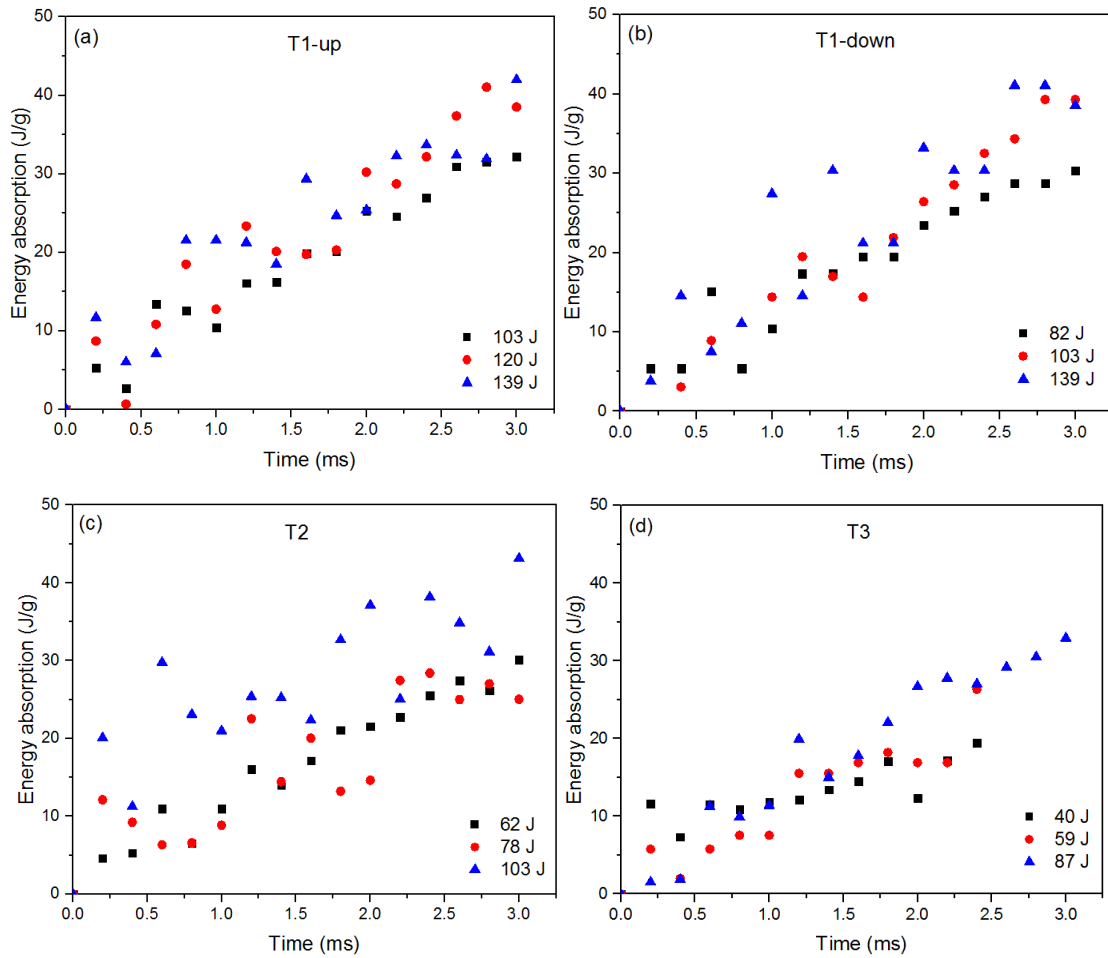 (a)
T1-up
Energy absorption (J/g)
50
40
30
20
10
0
103 J
120 J
139 J
0.0 0.5 1.0 1.5 2.0 2.5 3.0
Time (ms)
(b)
T1-down
Energy absorption (J/g)
50
40
30
20
10
0
82 J
103 J
139 J
0.0 0.5 1.0 1.5 2.0 2.5 3.0
Time (ms)
(c)
T2
Energy absorption (J/g)
50
40
30
20
10
0
62 J
78 J
103 J
0.0 0.5 1.0 1.5 2.0 2.5 3.0
Time (ms)
(d)
T3
Energy absorption (J/g)
50
40
30
20
10
0
40 J
59 J
87 J
0.0 0.5 1.0 1.5 2.0 2.5 3.0
Time (ms)